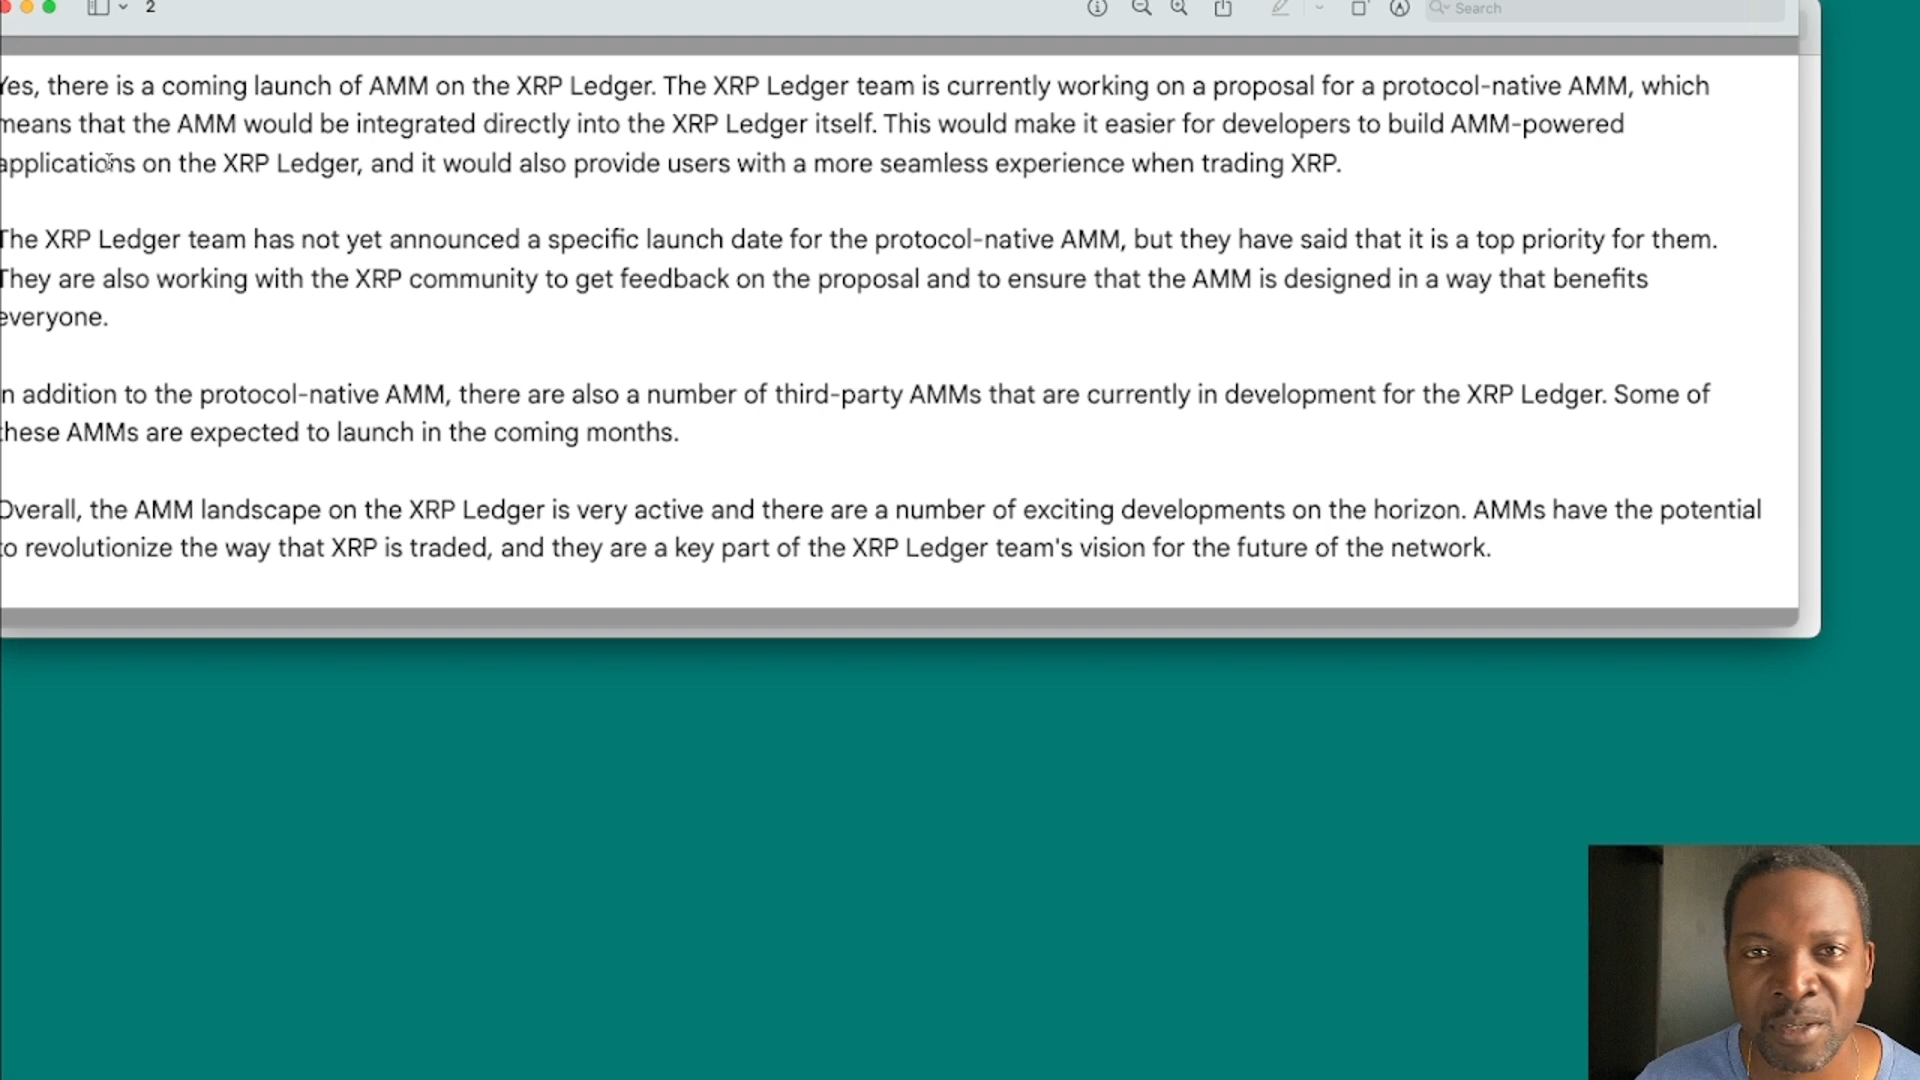 2
Search
Yes, there is a coming launch of AMM on the XRP Ledger. The XRP Ledger team is currently working on a proposal for a protocol-native AMM, which
means that the AMM would be integrated directly into the XRP Ledger itself. This would make it easier for developers to build AMM-powered
applications on the XRP Ledger, and it would also provide users with a more seamless experience when trading XRP.
The XRP Ledger team has not yet announced a specific launch date for the protocol-native AMM, but they have said that it is a top priority for them.
They are also working with the XRP community to get feedback on the proposal and to ensure that the AMM is designed in a way that benefits
everyone.
In addition to the protocol-native AMM, there are also a number of third-party AMMs that are currently in development for the XRP Ledger. Some of
these AMMs are expected to launch in the coming months.
Overall, the AMM landscape on the XRP Ledger is very active and there are a number of exciting developments on the horizon. AMMs have the potential
to revolutionize the way that XRP is traded, and they are a key part of the XRP Ledger team's vision for the future of the network.